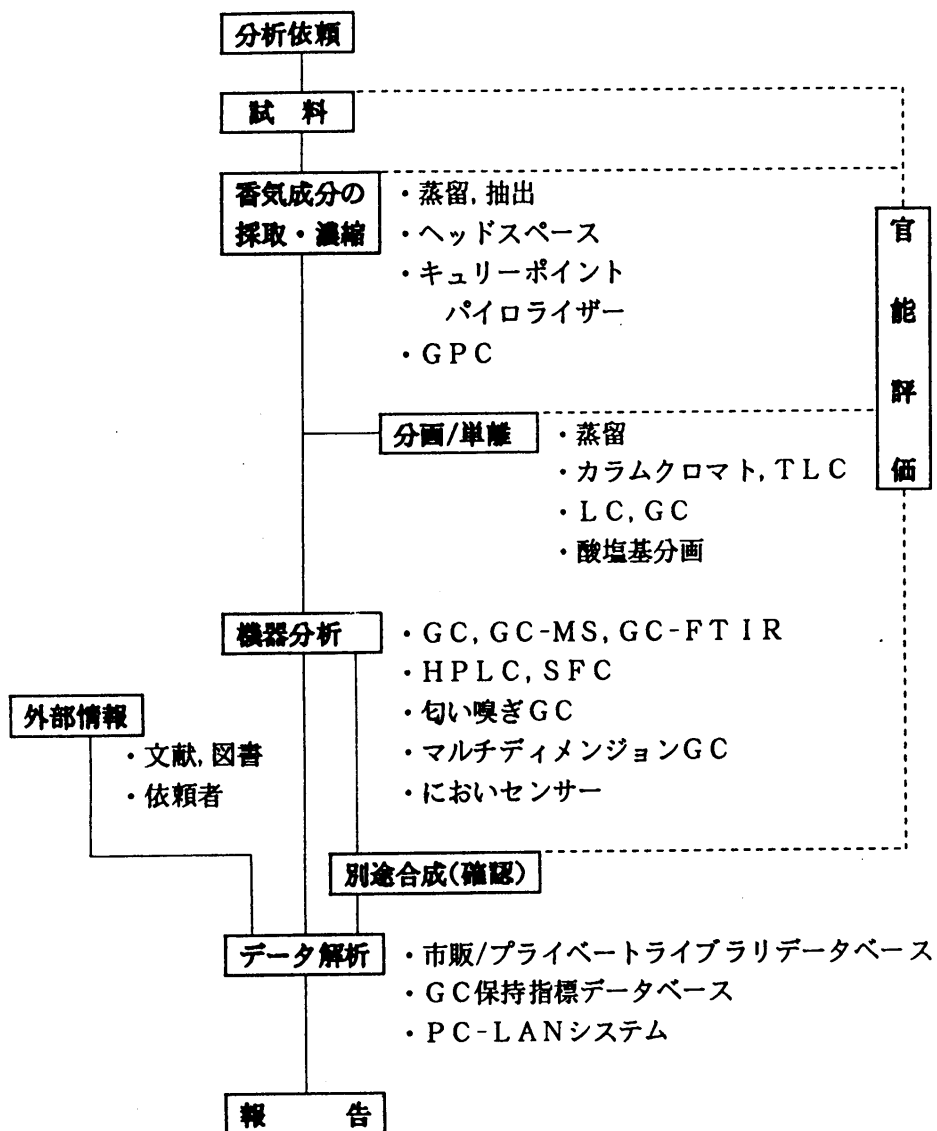 分析依頼
試 料
香気成分の
採取・濃縮
・蒸留, 抽出
・ヘッドスペース
・キュリーポイント
パイロライザー
・GPC
官能評価
分画/単離
・蒸留
・カラムクロマト, TLC
・LC, GC
・酸塩基分画
機器分析
・GC, GC-MS, GC-FTIR
・HPLC, SFC
・匂い嗅ぎGC
・マルチディメンジョンGC
・においセンサー
外部情報
・文献, 図書
・依頼者
別途合成(確認)
データ解析
・市販/プライベートライブラリデータベース
・GC保持指標データベース
・PC-LANシステム
報 告